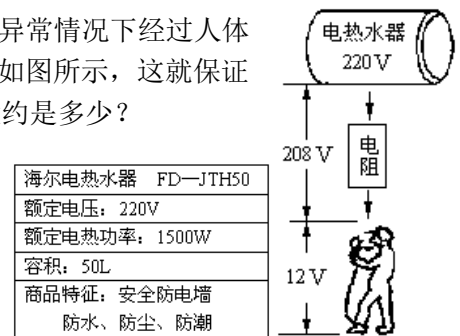 异常情况下经过人体
如图所示，这就保证
约是多少？
电热水器
220 V
208 V
电
阻
12 V
海尔电热水器 FD—JTH50
额定电压：220V
额定电热功率：1500W
容积：50L
商品特征：安全防电墙
防水、防尘、防潮